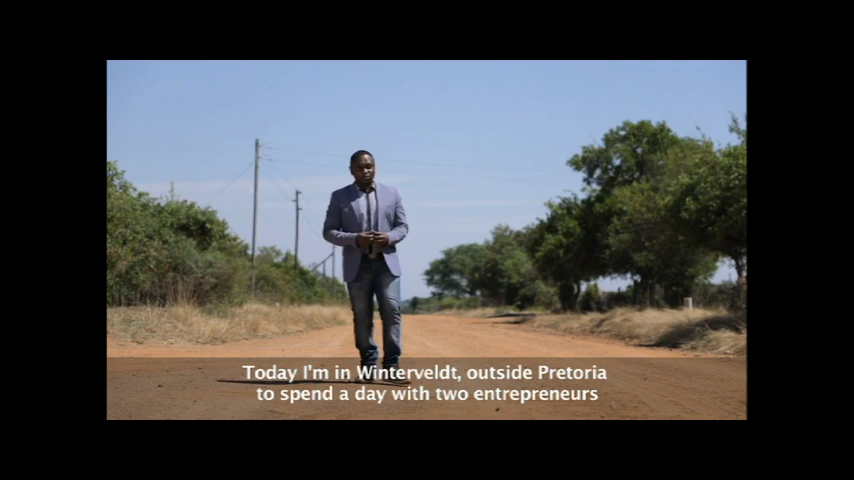 Today I'm in Winterveldt, outside Pretoria
to spend a day with two entrepreneurs